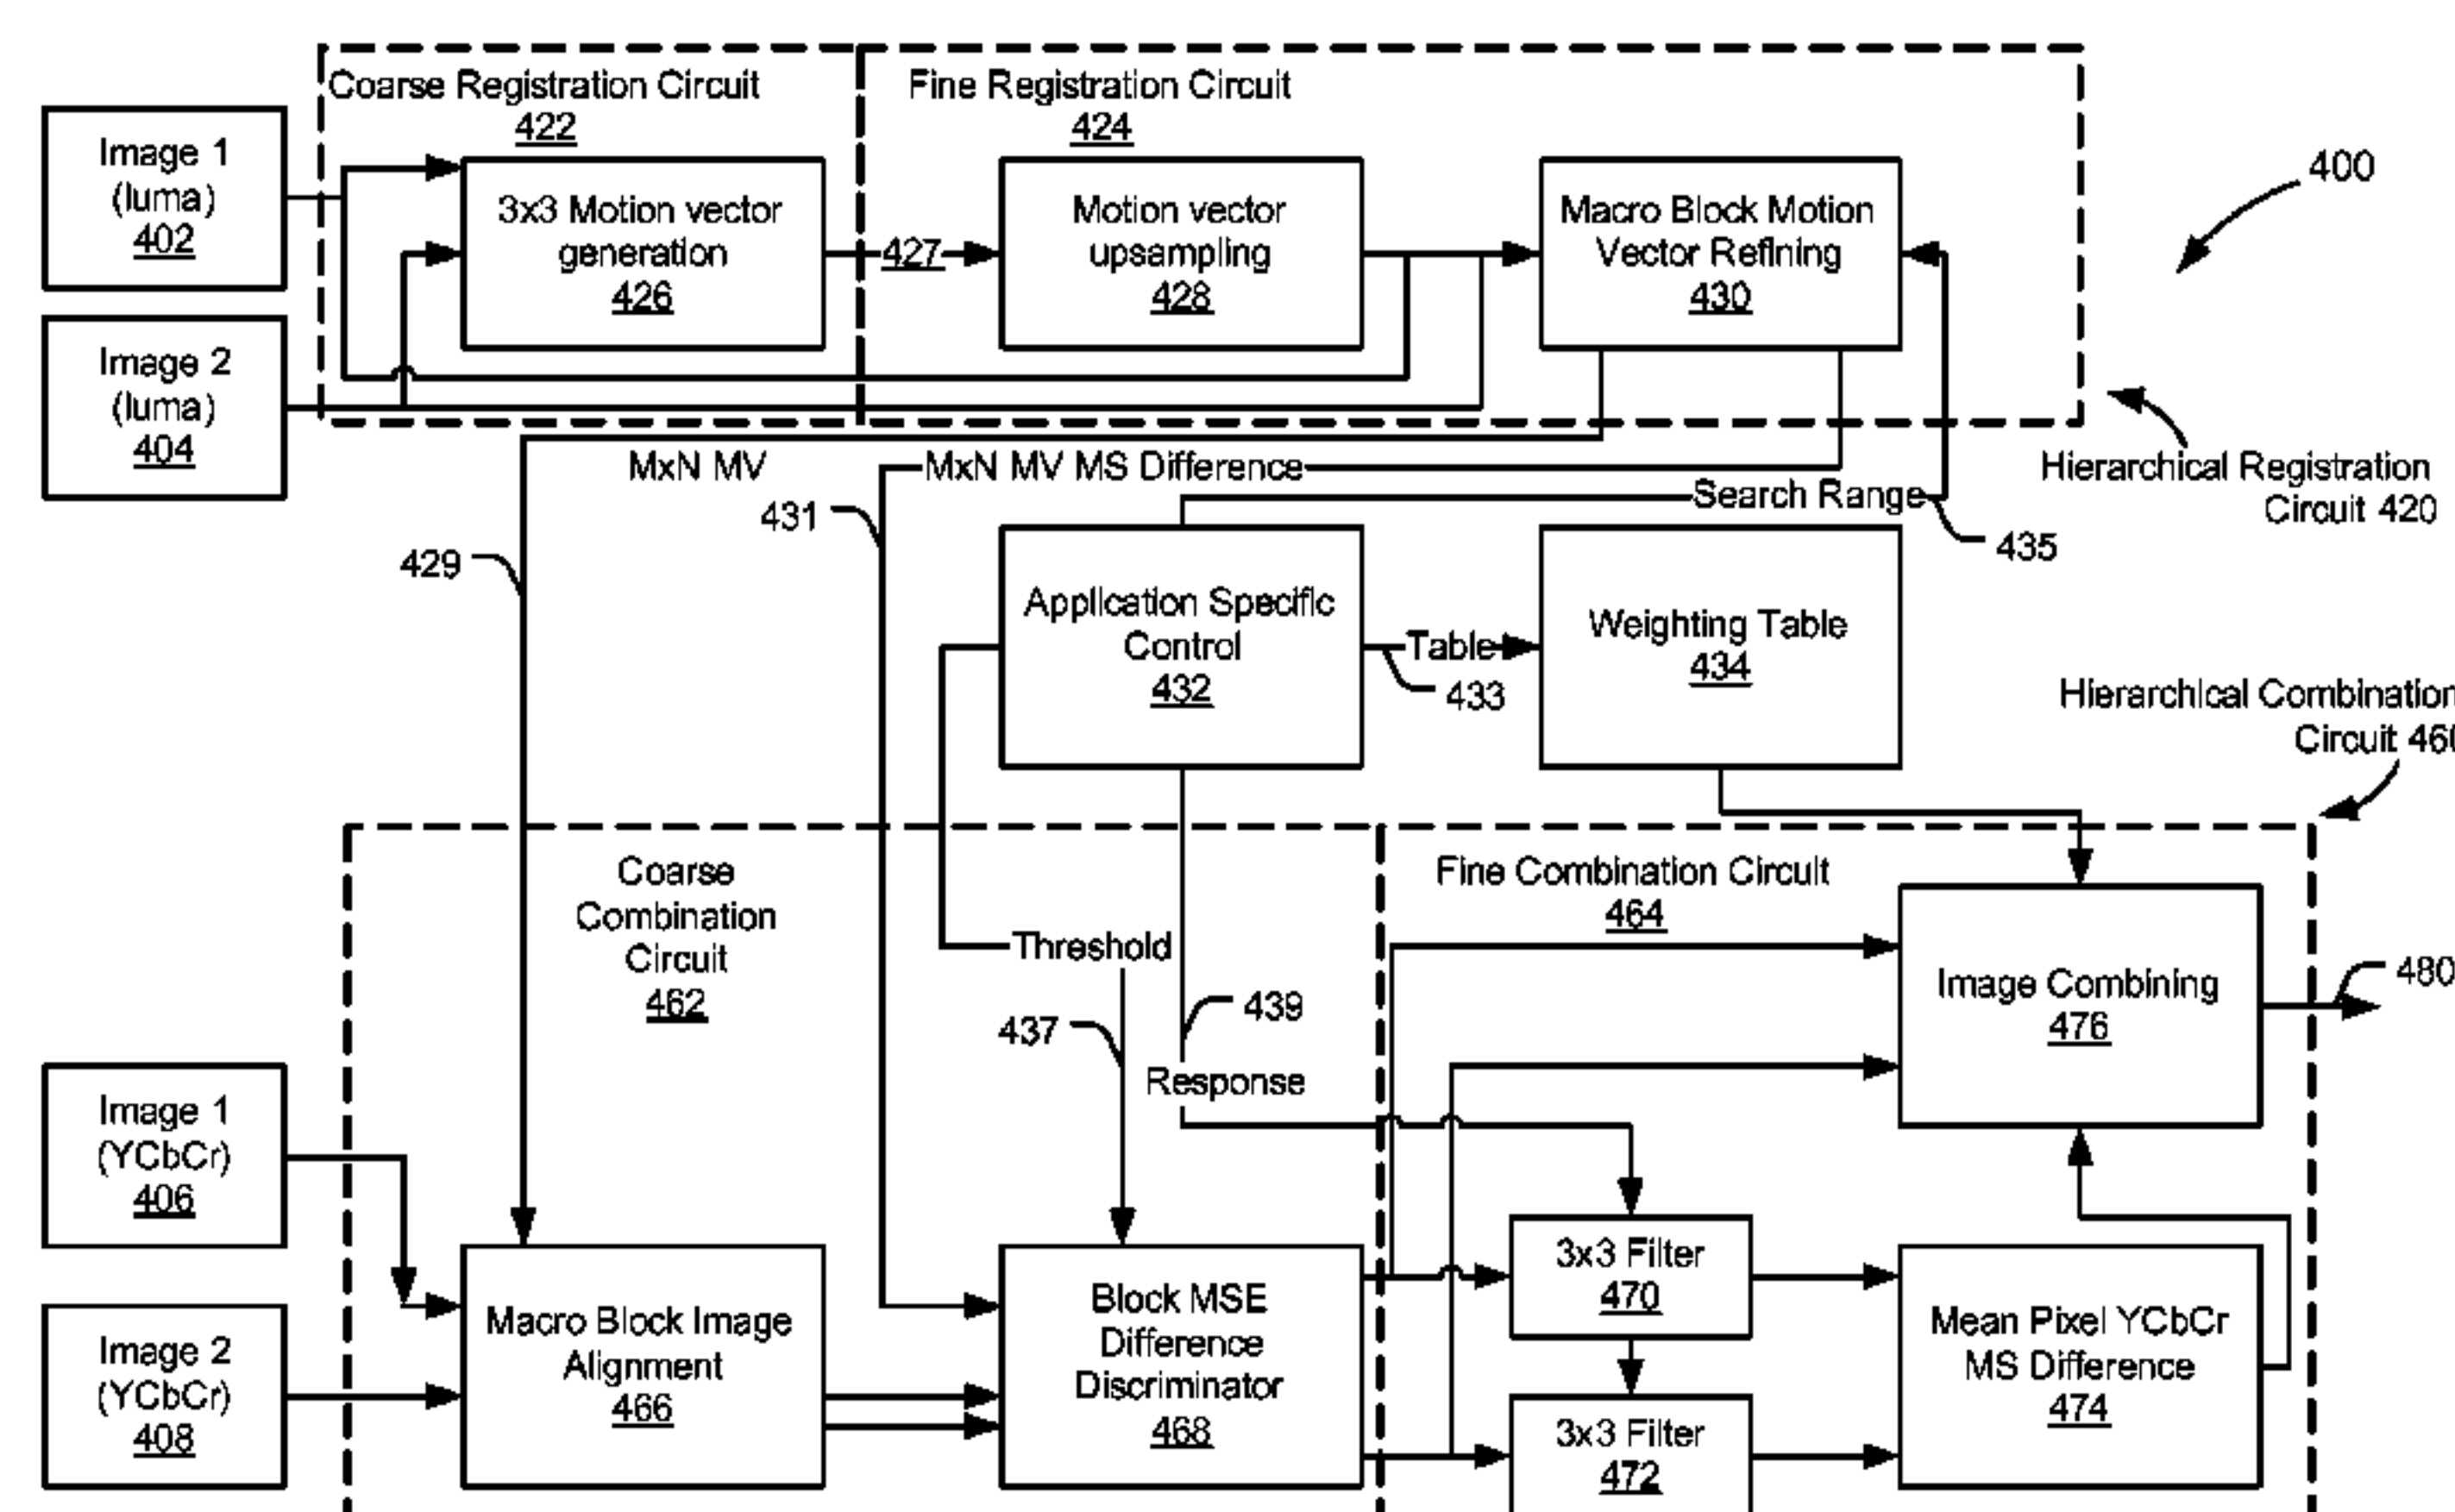 Coarse Registration Circuit
422
Fine Registration Circuit
424
Image 1
(luma)
402
3x3 Motion vector
generation
426
427
Motion vector
upsampling
428
Macro Block Motion
Vector Refining
430
400
Image 2
(luma)
404
MxN MV
MxN MV MS Difference
Search Range
Hierarchical Registration
Circuit 420
431
429
435
Application Specific
Control
432
Table
433
Weighting Table
434
Hierarchical Combination
Circuit 460
Coarse
Combination
Circuit
462
Fine Combination Circuit
464
Threshold
437
439
Response
Image Combining
476
480
Image 1
(YCbCr)
406
Image 2
(YCbCr)
408
Macro Block Image
Alignment
466
Block MSE
Difference
Discriminator
468
3x3 Filter
470
3x3 Filter
472
Mean Pixel YCbCr
MS Difference
474